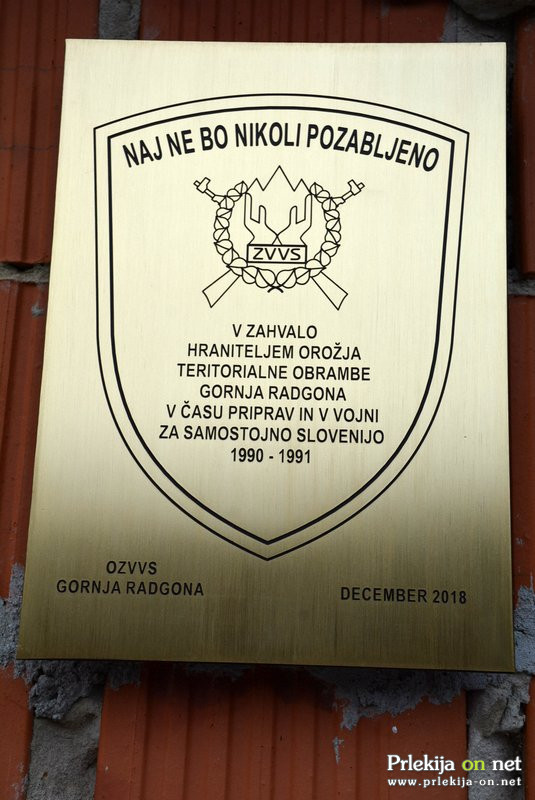 NAJ NE BO NIKOLI POZABLJENO
ZVVS
V ZAHVALO
HRANITELJEM OROŽJA
TERITORIALNE OBRAMBE
GORNJA RADGONA
V ČASU PRIPRAV IN V VOJNI
ZA SAMOSTOJNO SLOVENIJO
1990 - 1991
OZVVS
GORNJA RADGONA
DECEMBER 2018
Prlekija on net
www.prlekija-on.net